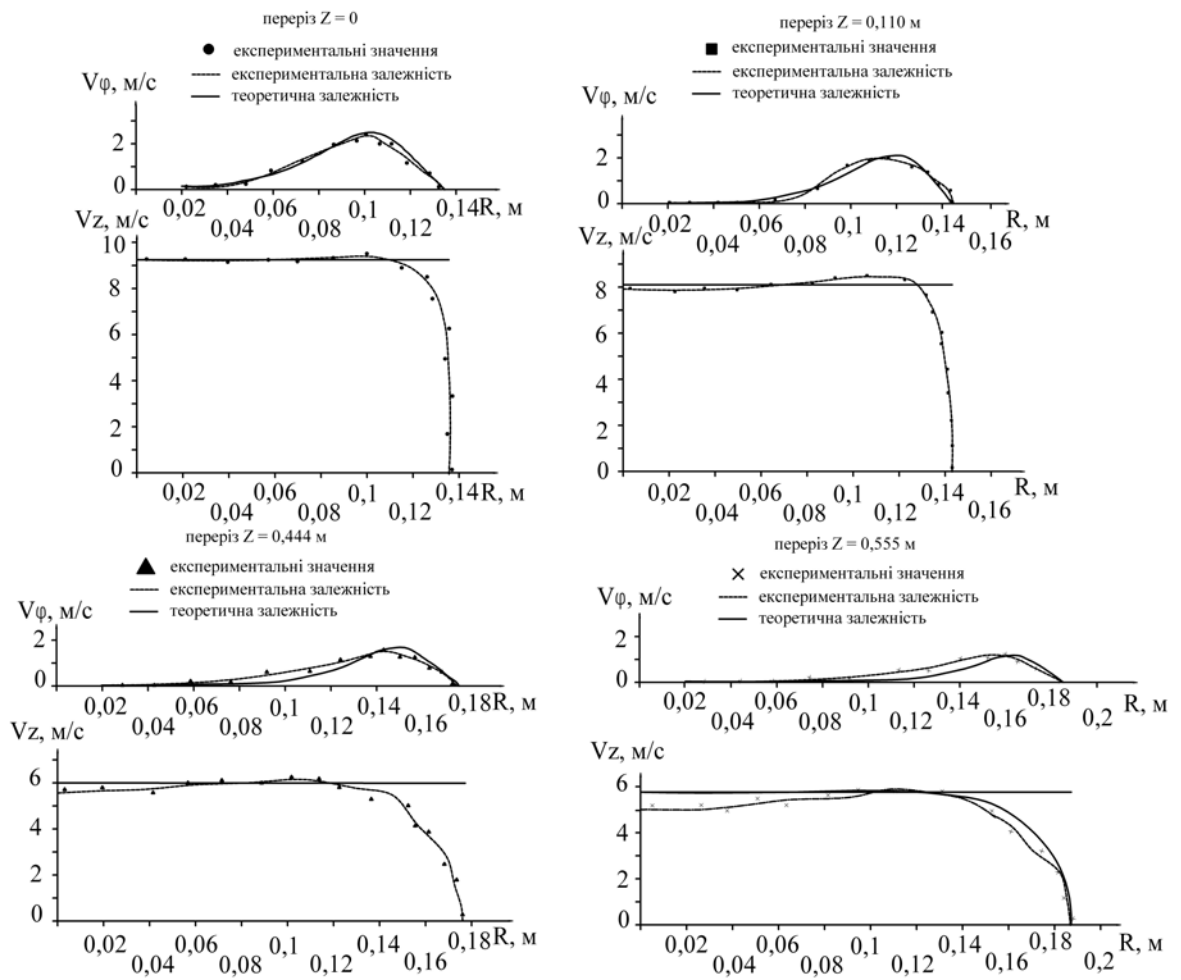 переріз Z = 0
експериментальні значення
експериментальна залежність
теоретична залежність
Vφ, м/с
2
0
0,02 0,06 0,1 0,14 R, м
0,04 0,08 0,12
Vz, м/с
10
8
6
4
2
0
0,02 0,06 0,1 0,14 R, м
0,04 0,08 0,12
переріз Z = 0,110 м
експериментальні значення
експериментальна залежність
теоретична залежність
Vφ, м/с
4
2
0
0,02 0,06 0,1 0,14 R, м
0,04 0,08 0,12 0,16
Vz, м/с
8
6
4
2
0
0,02 0,06 0,1 0,14 R, м
0,04 0,08 0,12 0,16
переріз Z = 0,444 м
експериментальні значення
експериментальна залежність
теоретична залежність
Vφ, м/с
2
0
0,02 0,06 0,1 0,14 0,18 R, м
0,04 0,08 0,12 0,16
Vz, м/с
6
4
2
0
0,02 0,06 0,1 0,14 0,18 R, м
0,04 0,08 0,12 0,16
переріз Z = 0,555 м
експериментальні значення
експериментальна залежність
теоретична залежність
Vφ, м/с
2
0
0,02 0,06 0,1 0,14 0,18 R, м
0,04 0,08 0,12 0,16 0,2
Vz, м/с
6
4
2
0
0,02 0,06 0,1 0,14 0,18 R, м
0,04 0,08 0,12 0,16 0,2